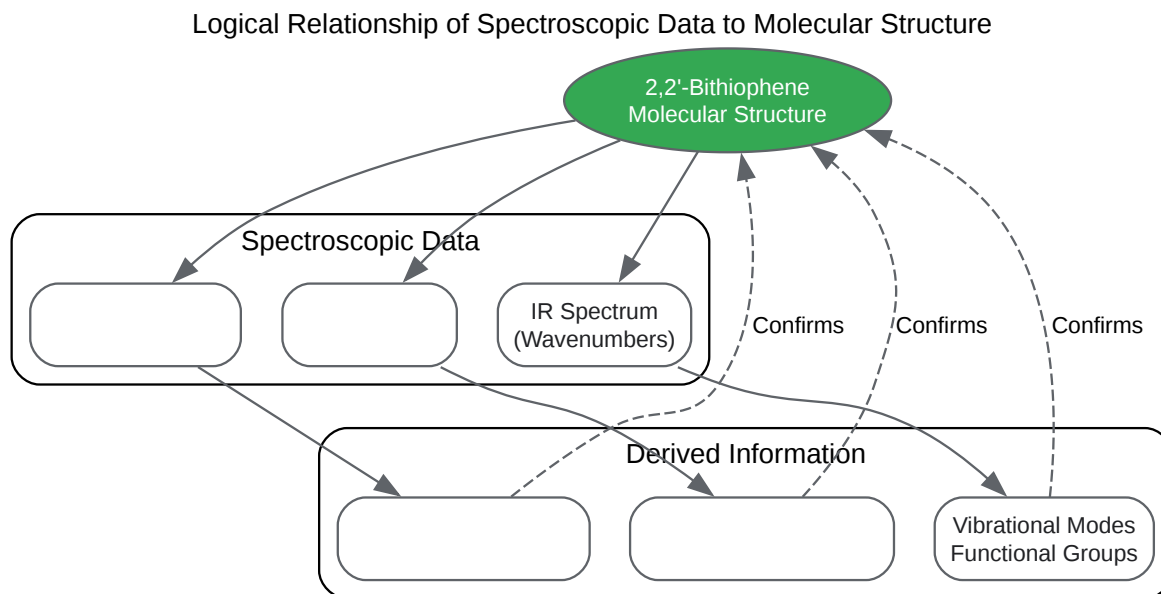 Logical Relationship of Spectroscopic Data to Molecular Structure
2,2'-Bithiophene
Molecular Structure
Spectroscopic Data
IR Spectrum
(Wavenumbers)
Confirms
Confirms
Confirms
Derived Information
Vibrational Modes
Functional Groups